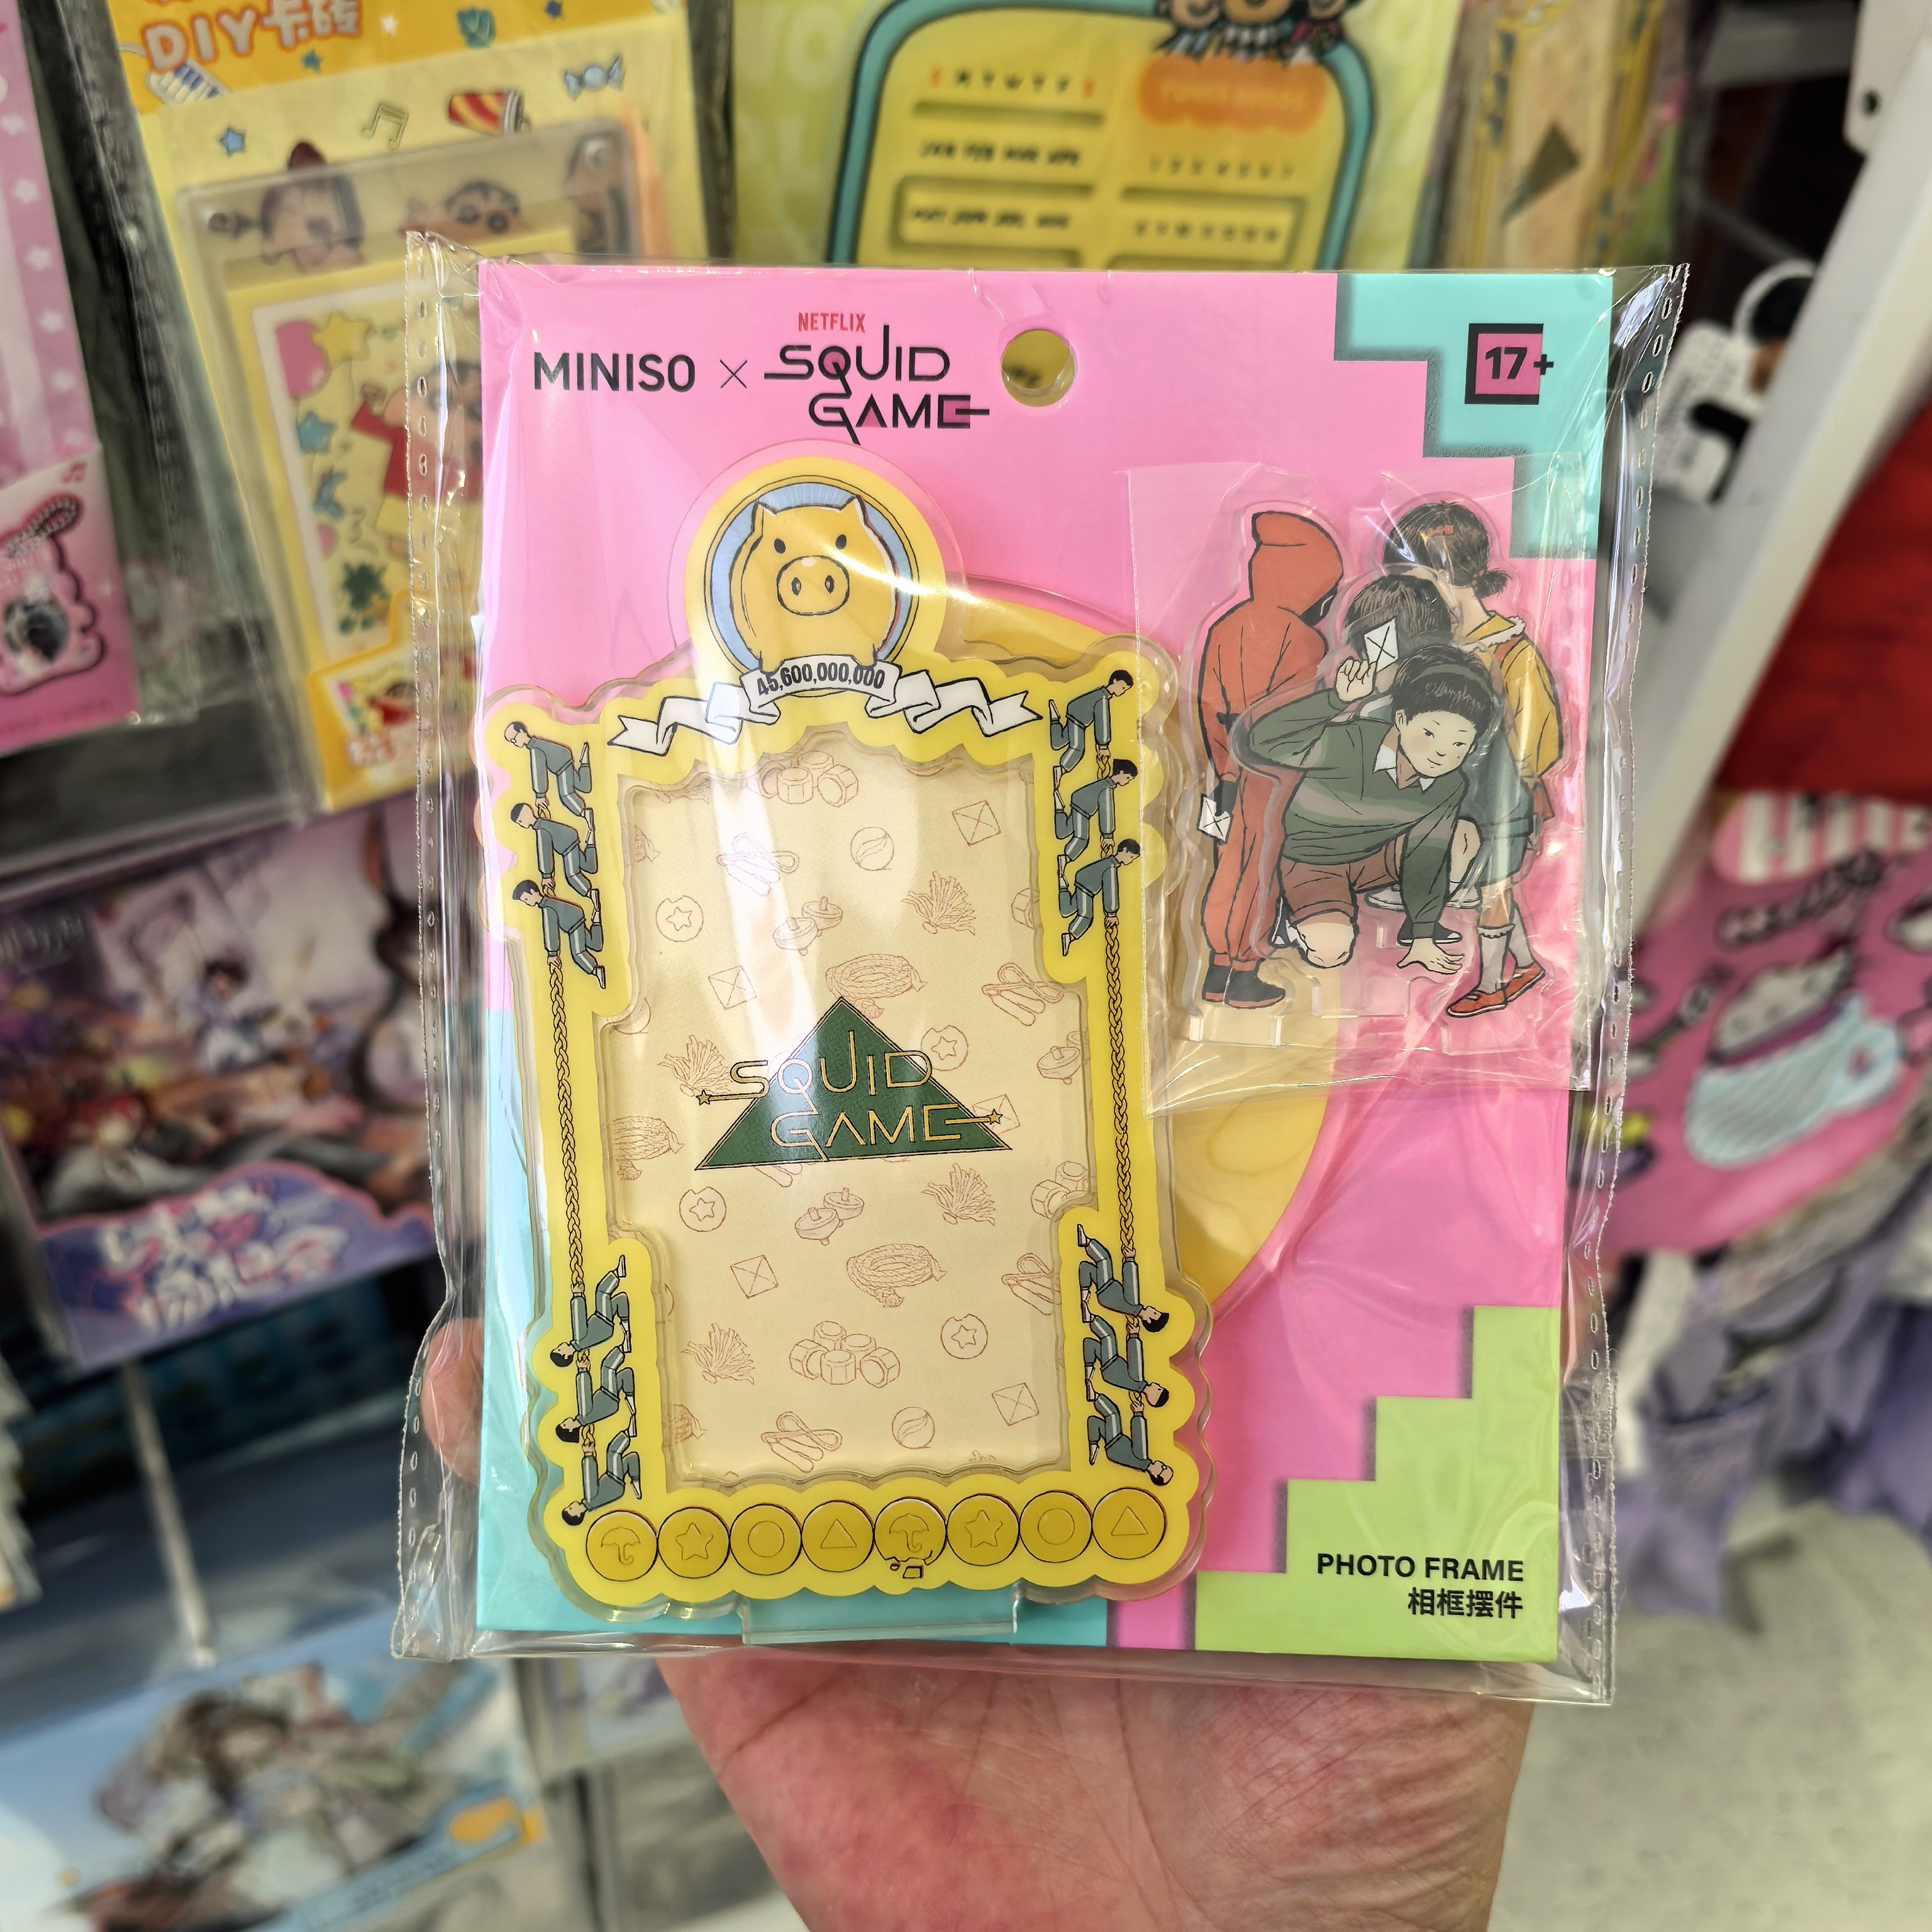 DIY卡砖
NETFLIX
MINISO × SQUID
GAME
17+
45,600,000,000
SQUID
GAME
PHOTO FRAME
相框擺件